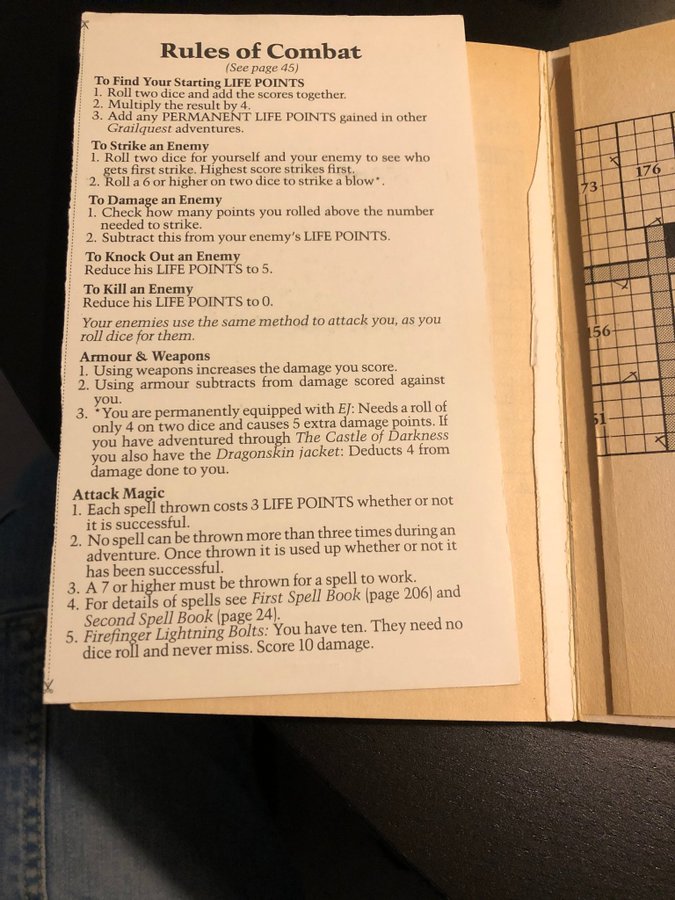 Rules of Combat
(See page 45)
To Find Your Starting LIFE POINTS
1. Roll two dice and add the scores together.
2. Multiply the result by 4.
3. Add any PERMANENT LIFE POINTS gained in other
Grailquest adventures.
To Strike an Enemy
1. Roll two dice for yourself and your enemy to see who
gets first strike. Highest score strikes first.
2. Roll a 6 or higher on two dice to strike a blow*.
To Damage an Enemy
1. Check how many points you rolled above the number
needed to strike.
2. Subtract this from your enemy's LIFE POINTS.
To Knock Out an Enemy
Reduce his LIFE POINTS to 5.
To Kill an Enemy
Reduce his LIFE POINTS to 0.
Your enemies use the same method to attack you, as you
roll dice for them.
Armour & Weapons
1. Using weapons increases the damage you score.
2. Using armour subtracts from damage scored against
you.
3. *You are permanently equipped with EJ: Needs a roll of
only 4 on two dice and causes 5 extra damage points. If
you have adventured through The Castle of Darkness
you also have the Dragonskin jacket: Deducts 4 from
damage done to you.
Attack Magic
1. Each spell thrown costs 3 LIFE POINTS whether or not
it is successful.
2. No spell can be thrown more than three times during an
adventure. Once thrown it is used up whether or not it
has been successful.
3. A 7 or higher must be thrown for a spell to work.
4. For details of spells see First Spell Book (page 206) and
Second Spell Book (page 24).
5. Firefinger Lightning Bolts: You have ten. They need no
dice roll and never miss. Score 10 damage.
73
176
156
51